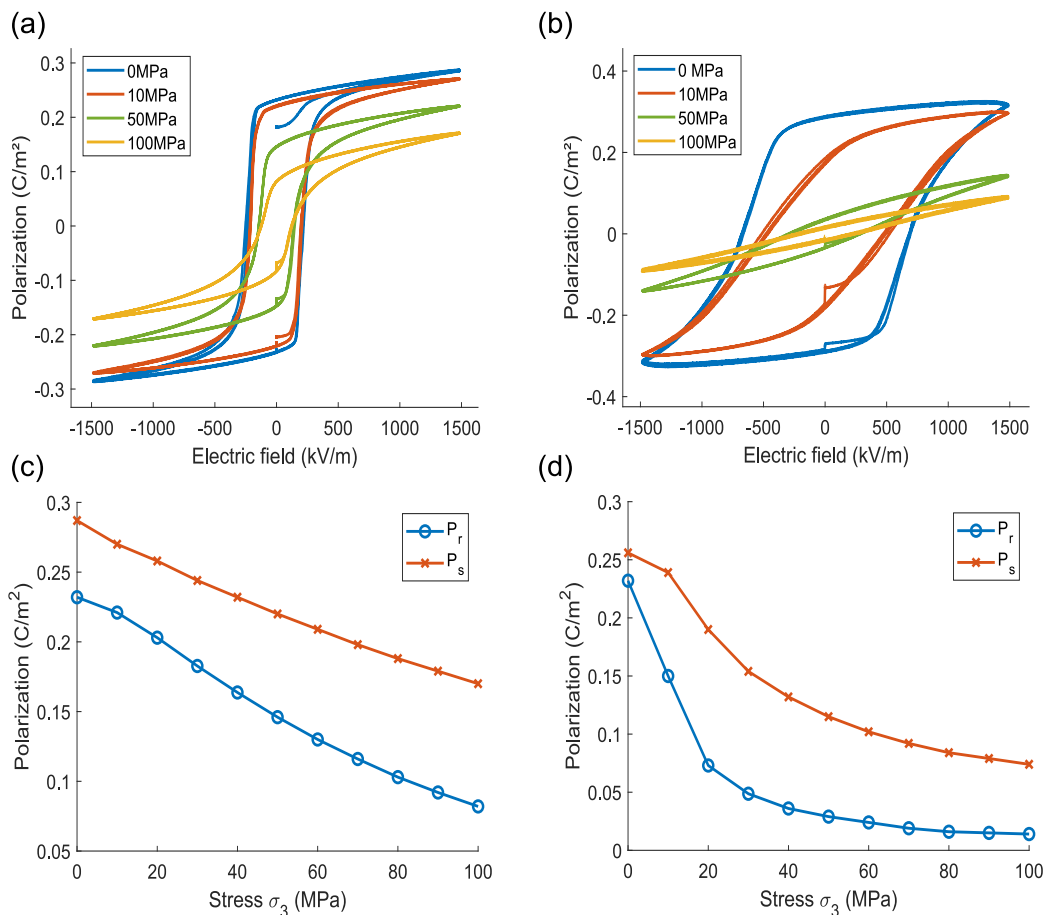 (a)
0.3
0.2
0.1
0
-0.1
-0.2
-0.3
Polarization (C/m²)
0MPa
10MPa
50MPa
100MPa
-1500 -1000 -500 0 500 1000 1500
Electric field (kV/m)
(b)
0.4
0.2
0
-0.2
-0.4
Polarization (C/m²)
0 MPa
10MPa
50MPa
100MPa
-1500 -1000 -500 0 500 1000 1500
Electric field (kV/m)
(c)
0.3
0.25
0.2
0.15
0.1
0.05
Polarization (C/m²)
Pr
Ps
0 20 40 60 80 100
Stress σ3 (MPa)
(d)
0.3
0.25
0.2
0.15
0.1
0.05
0
Polarization (C/m²)
Pr
Ps
0 20 40 60 80 100
Stress σ3 (MPa)